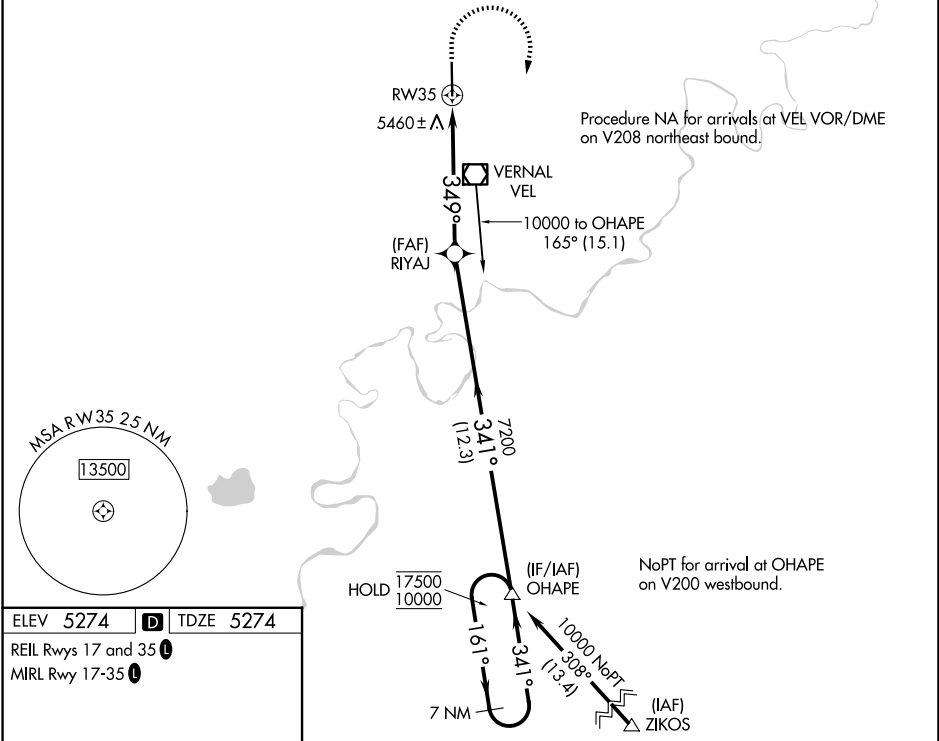 RW35
5460±
Procedure NA for arrivals at VEL VOR/DME
on V208 northeast bound.
VERNAL
VEL
349°
10000 to OHAPE
165° (15.1)
(FAF)
RIYAJ
MSA RW35 25 NM
13500
7200
341°
(12.3)
NoPT for arrival at OHAPE
on V200 westbound.
(IF/IAF)
OHAPE
HOLD
17500
10000
161°
341°
10000 NoPT
308°
(13.4)
7 NM
(IAF)
ZIKOS
ELEV 5274 D TDZE 5274
REIL Rwys 17 and 35 L
MIRL Rwy 17-35 L